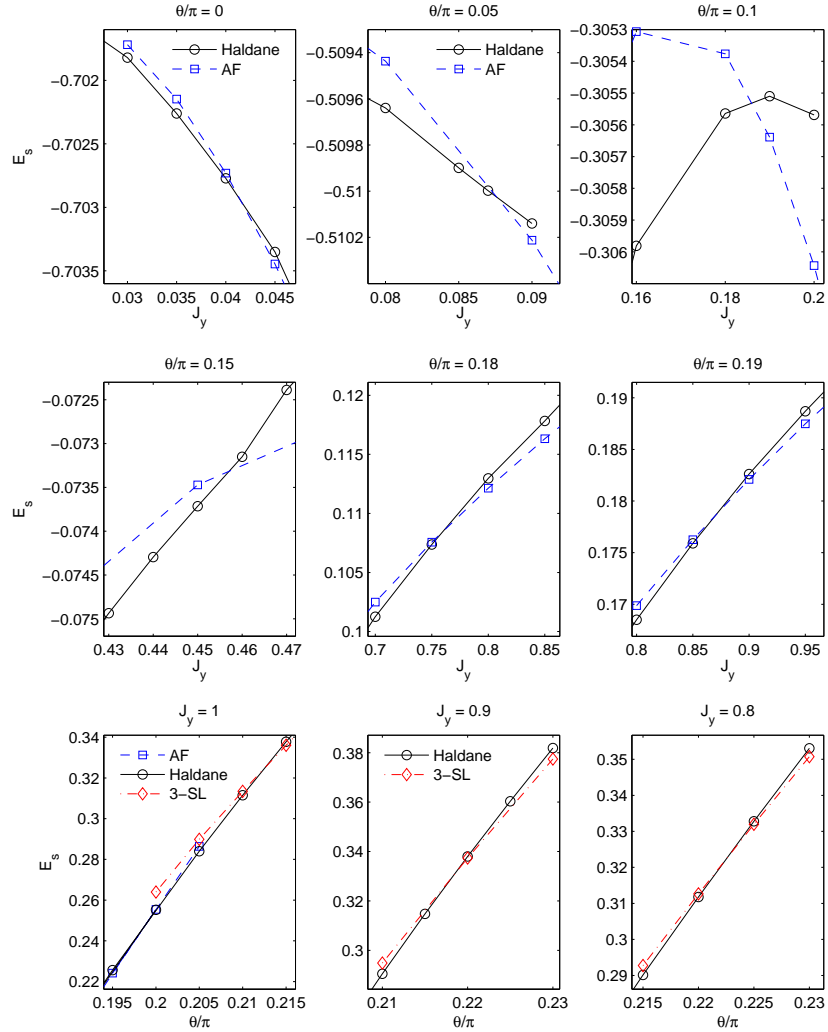 θ/π = 0
θ/π = 0.05
θ/π = 0.1
Haldane
AF
Haldane
AF
E_s
−0.702
−0.7025
−0.703
−0.7035
0.03 0.035 0.04 0.045
J_y
−0.5094
−0.5096
−0.5098
−0.51
−0.5102
0.08 0.085 0.09
J_y
−0.3053
−0.3054
−0.3055
−0.3056
−0.3057
−0.3058
−0.3059
−0.306
0.16 0.18 0.2
J_y
θ/π = 0.15
θ/π = 0.18
θ/π = 0.19
E_s
−0.0725
−0.073
−0.0735
−0.074
−0.0745
−0.075
0.43 0.44 0.45 0.46 0.47
J_y
0.12
0.115
0.11
0.105
0.1
0.7 0.75 0.8 0.85
J_y
0.19
0.185
0.18
0.175
0.17
0.8 0.85 0.9 0.95
J_y
J_y = 1
J_y = 0.9
J_y = 0.8
AF
Haldane
3−SL
Haldane
3−SL
E_s
0.34
0.32
0.3
0.28
0.26
0.24
0.22
0.195 0.2 0.205 0.21 0.215
θ/π
0.38
0.36
0.34
0.32
0.3
0.21 0.22 0.23
θ/π
0.35
0.34
0.33
0.32
0.31
0.3
0.29
0.215 0.22 0.225 0.23
θ/π